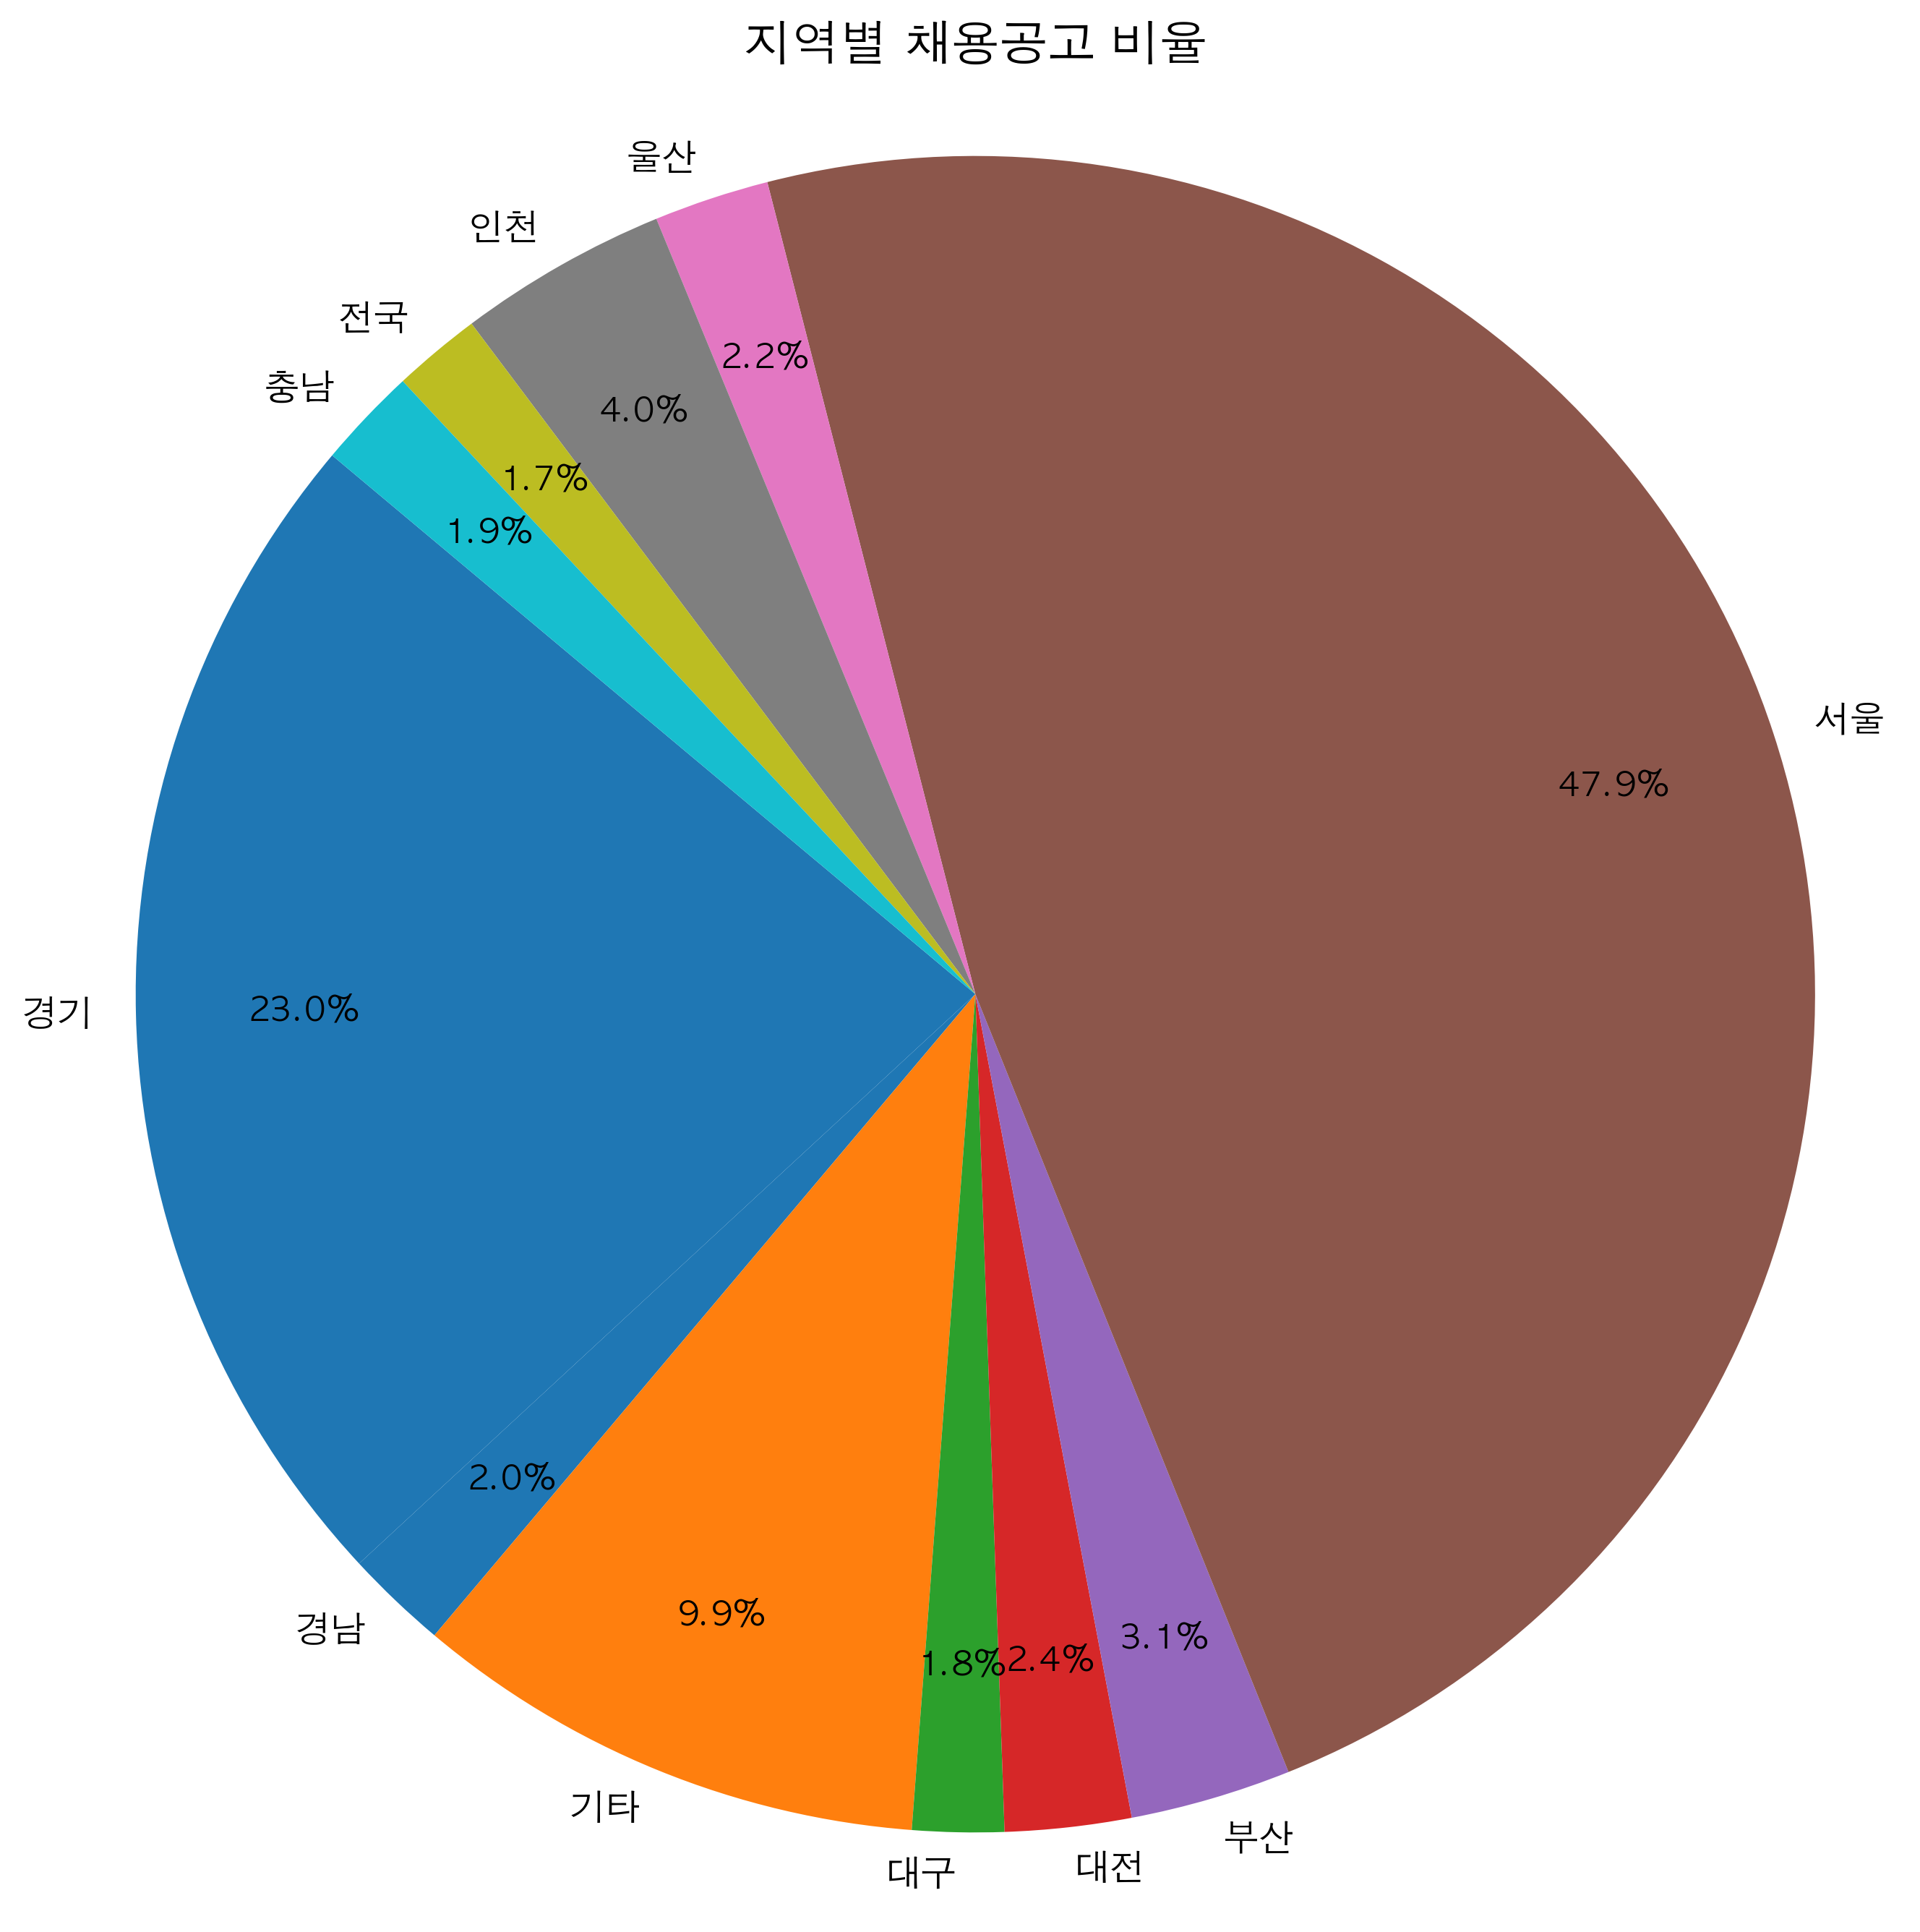 지역별 채용공고 비율
울산
인천
전국
충남
2.2%
4.0%
1.7%
1.9%
서울
47.9%
경기
23.0%
2.0%
경남
9.9%
1.8%
2.4%
3.1%
기타
대구
대전
부산